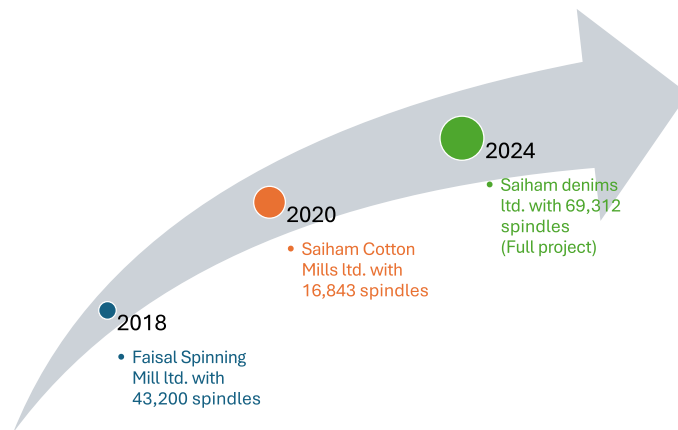 2018
• Faisal Spinning
Mill ltd. with
43,200 spindles
2020
• Saiham Cotton
Mills ltd. with
16,843 spindles
2024
• Saiham denims
ltd. with 69,312
spindles
(Full project)